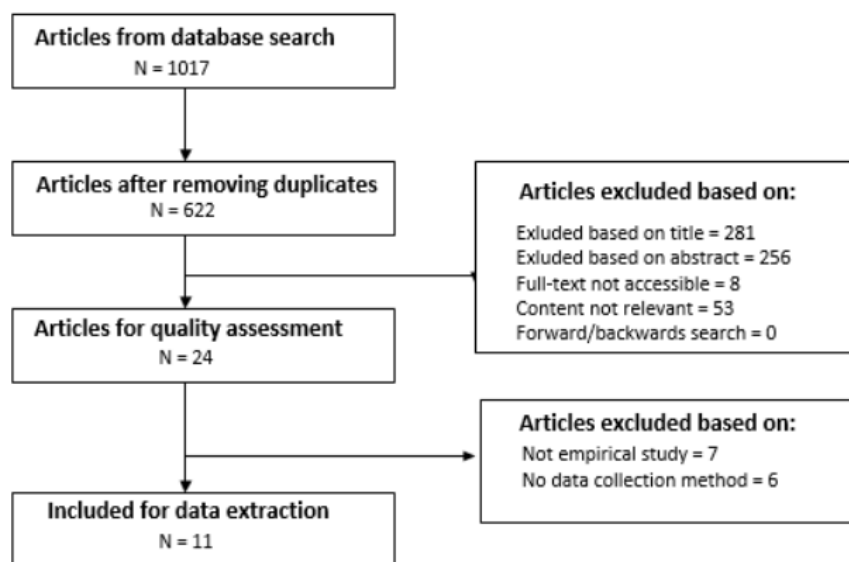 Articles from database search
N = 1017
Articles after removing duplicates
N = 622
Articles excluded based on:
Exluded based on title = 281
Exluded based on abstract = 256
Full-text not accessible = 8
Content not relevant = 53
Forward/backwards search = 0
Articles for quality assessment
N = 24
Articles excluded based on:
Not empirical study = 7
No data collection method = 6
Included for data extraction
N = 11